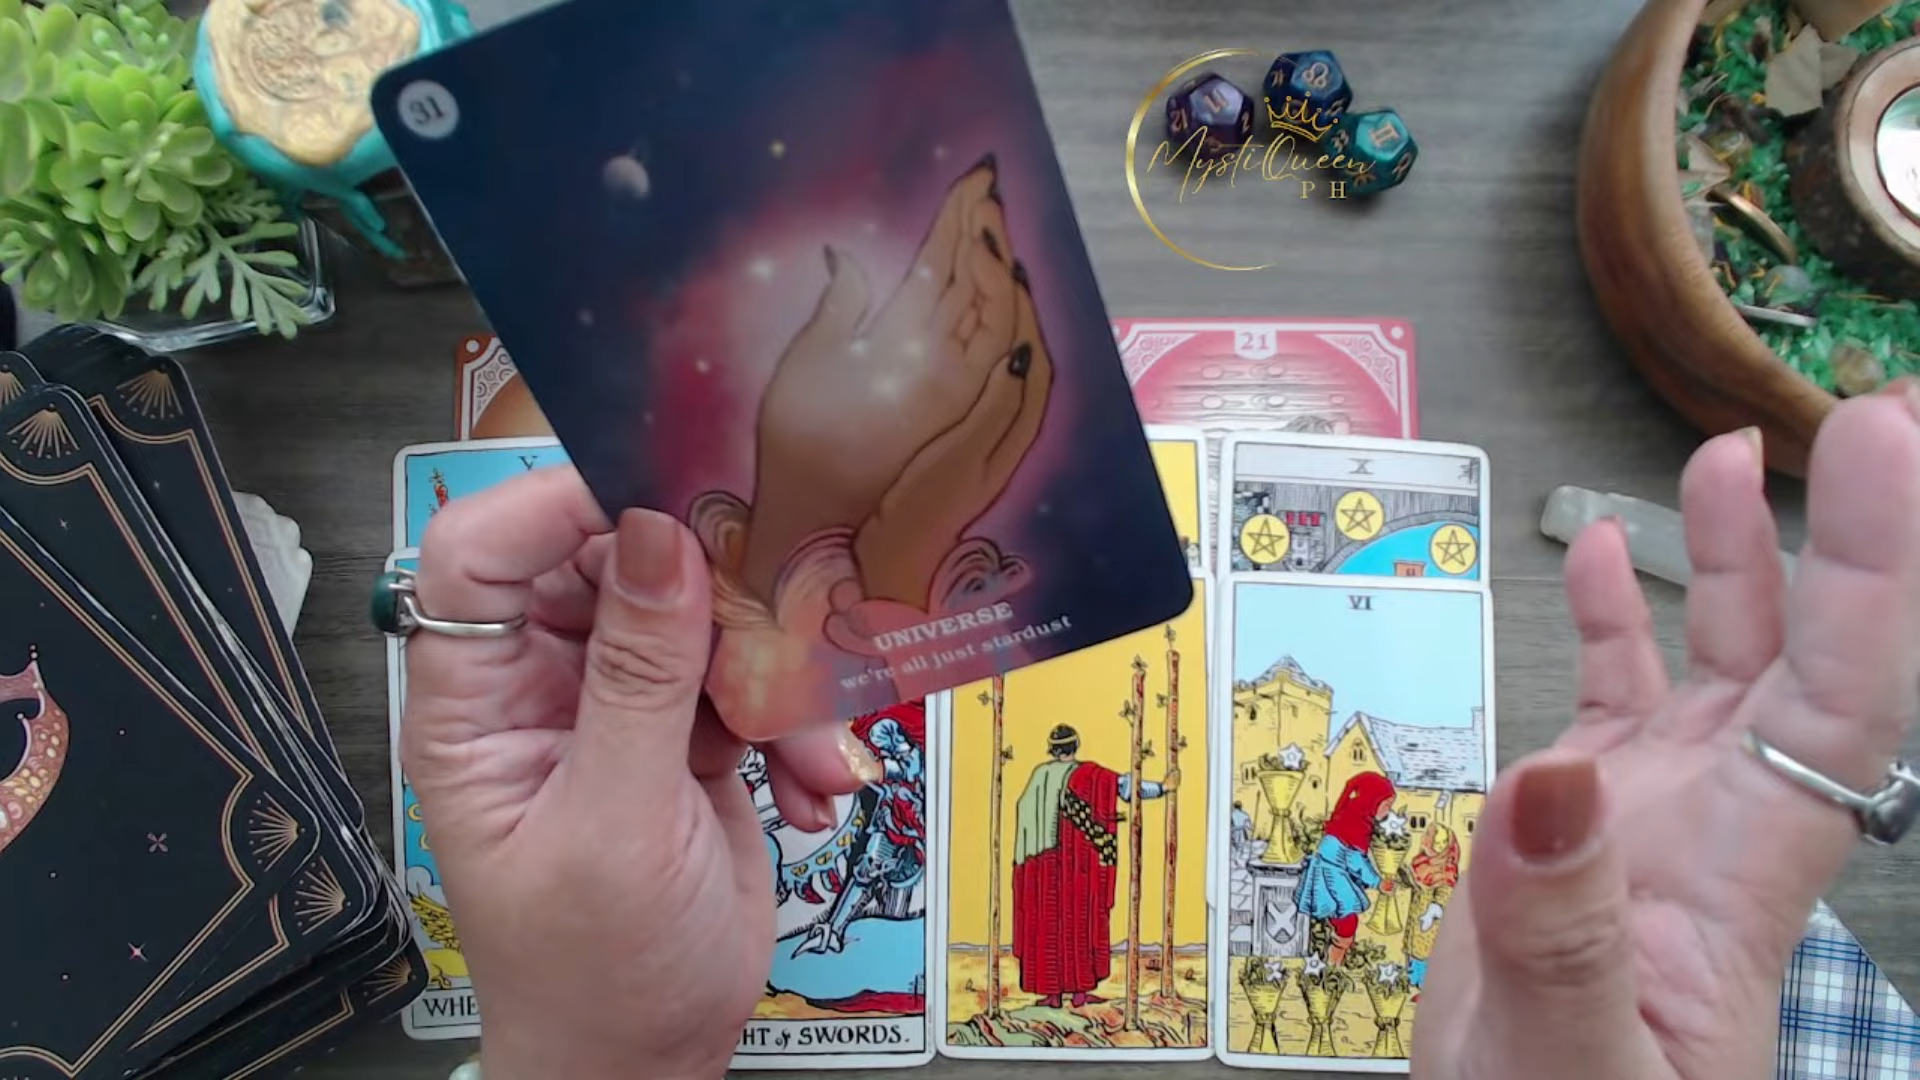 31
MystiQueen
PH
21
V
X
VI
UNIVERSE
we're all just stardust
WHE
HT of SWORDS.